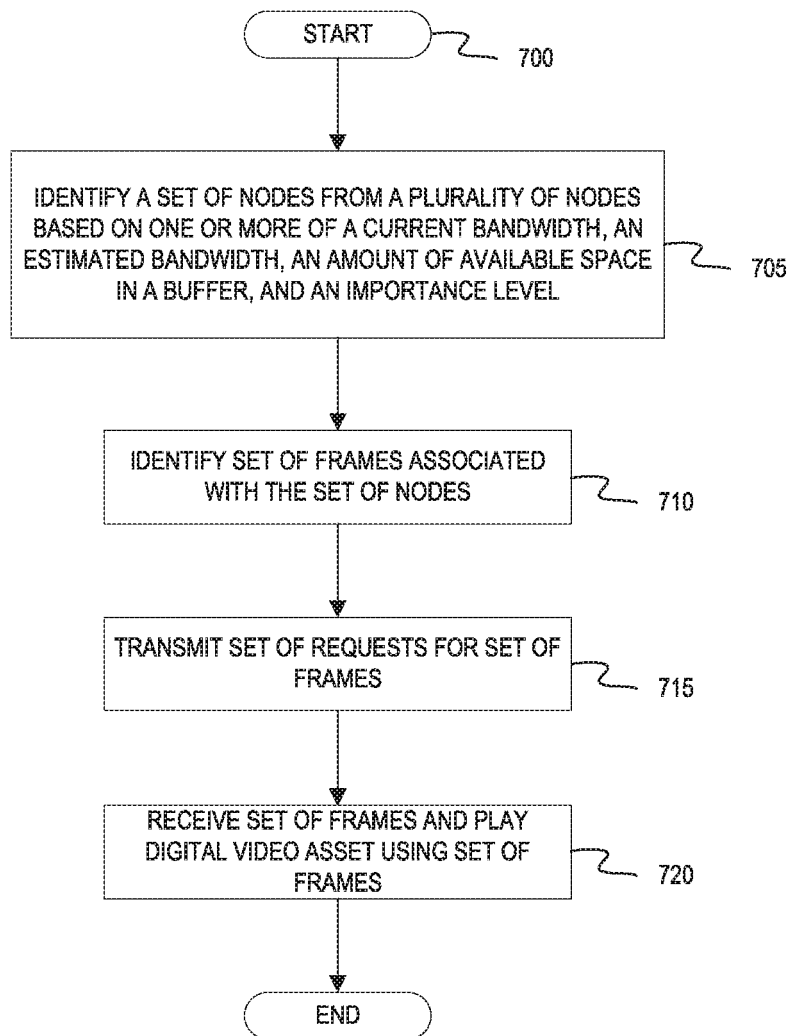 START
700
IDENTIFY A SET OF NODES FROM A PLURALITY OF NODES
BASED ON ONE OR MORE OF A CURRENT BANDWIDTH, AN
ESTIMATED BANDWIDTH, AN AMOUNT OF AVAILABLE SPACE
IN A BUFFER, AND AN IMPORTANCE LEVEL
705
IDENTIFY SET OF FRAMES ASSOCIATED
WITH THE SET OF NODES
710
TRANSMIT SET OF REQUESTS FOR SET OF
FRAMES
715
RECEIVE SET OF FRAMES AND PLAY
DIGITAL VIDEO ASSET USING SET OF
FRAMES
720
END